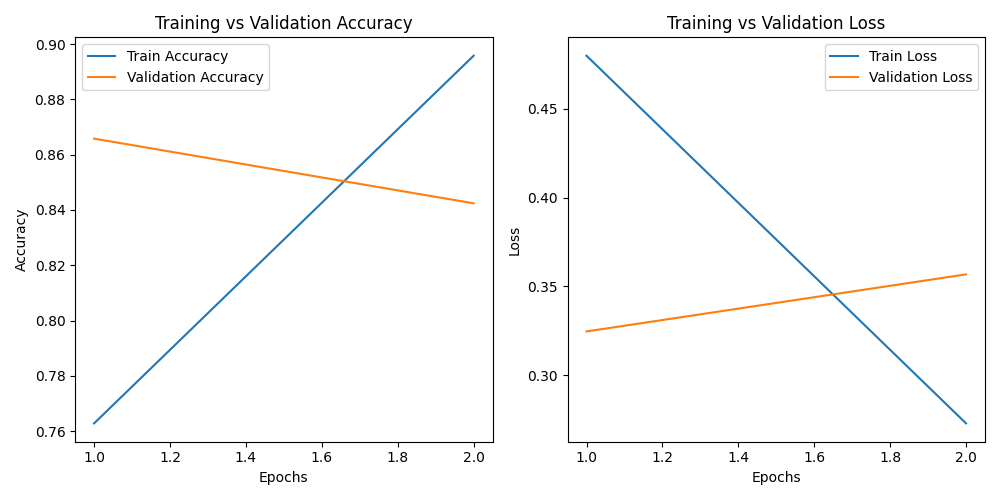 Training vs Validation Accuracy
Train Accuracy
Validation Accuracy
0.90
0.88
0.86
0.84
0.82
0.80
0.78
0.76
Accuracy
1.0 1.2 1.4 1.6 1.8 2.0
Epochs
Training vs Validation Loss
Train Loss
Validation Loss
0.45
0.40
0.35
0.30
Loss
1.0 1.2 1.4 1.6 1.8 2.0
Epochs